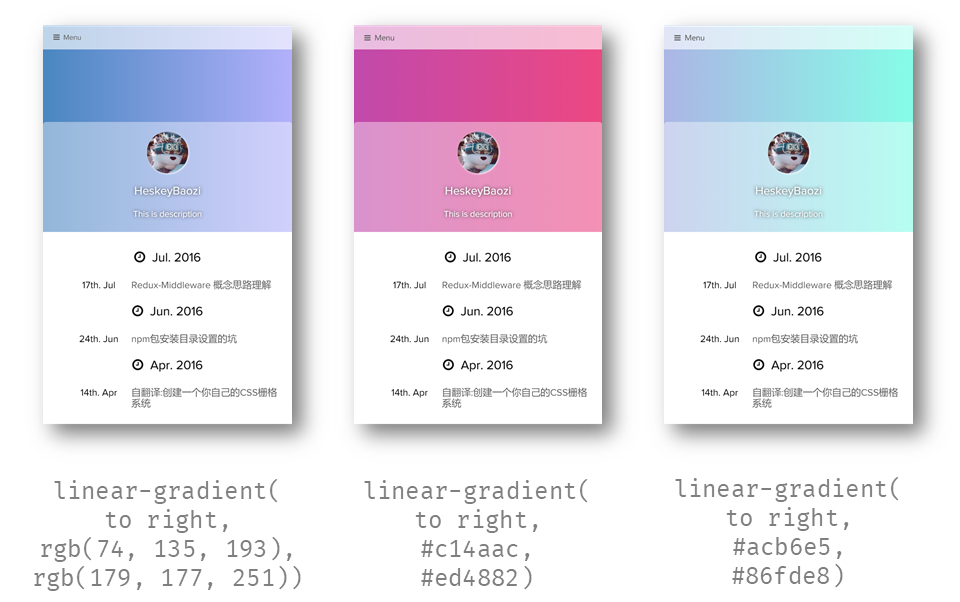 Menu
HeskeyBaozi
This is description
Jul. 2016
17th. Jul Redux-Middleware 概念思路理解
Jun. 2016
24th. Jun npm包安装目录设置的坑
Apr. 2016
14th. Apr 自翻译:创建一个你自己的CSS栅格
系统
linear-gradient(
to right,
rgb(74, 135, 193),
rgb(179, 177, 251))
Menu
HeskeyBaozi
This is description
Jul. 2016
17th. Jul Redux-Middleware 概念思路理解
Jun. 2016
24th. Jun npm包安装目录设置的坑
Apr. 2016
14th. Apr 自翻译:创建一个你自己的CSS栅格
系统
linear-gradient(
to right,
#c14aac,
#ed4882)
Menu
HeskeyBaozi
This is description
Jul. 2016
17th. Jul Redux-Middleware 概念思路理解
Jun. 2016
24th. Jun npm包安装目录设置的坑
Apr. 2016
14th. Apr 自翻译:创建一个你自己的CSS栅格
系统
linear-gradient(
to right,
#acb6e5,
#86fde8)